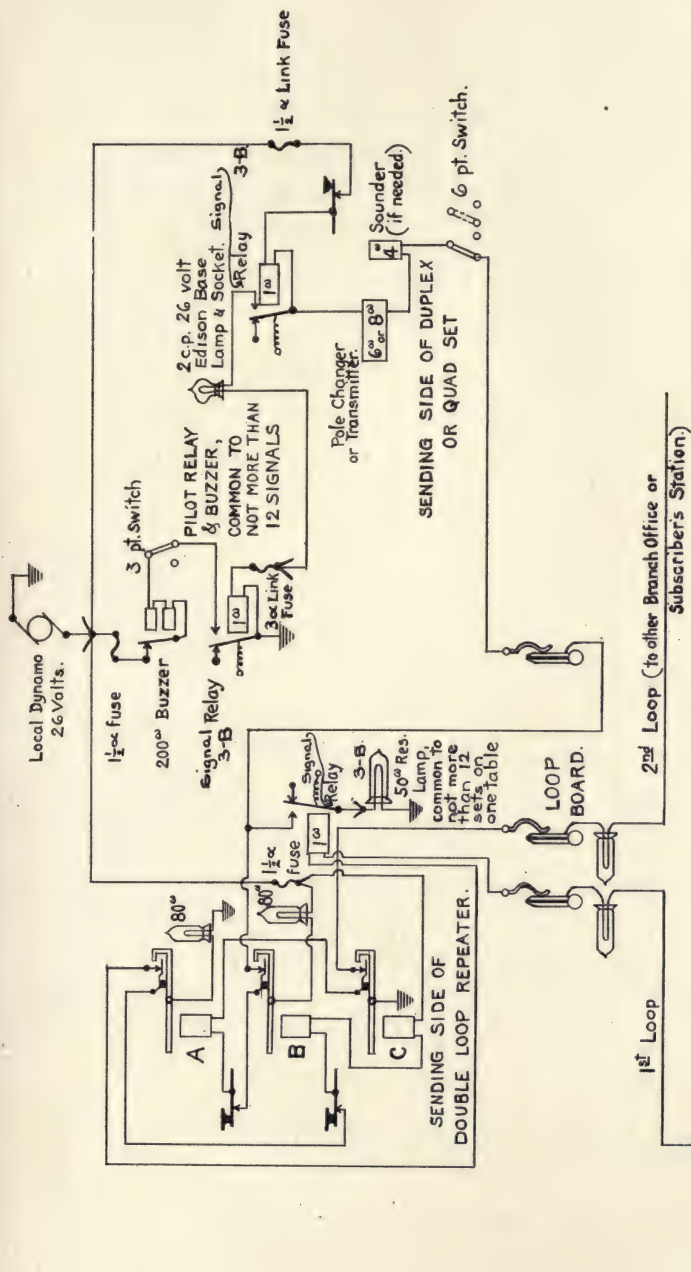 Local Dynamo
26 Volts.
1½ α fuse
200ω Buzzer
3 pt. Switch
Signal Relay
3-B
1ω
3α Link
Fuse
PILOT RELAY
& BUZZER,
COMMON TO
NOT MORE THAN
12 SIGNALS
2 c.p. 26 volt
Edison Base
Lamp & Socket.
Signal
Relay
3-B.
1ω
1½ α Link Fuse
Pole Changer
or Transmitter.
6ω or 8ω
4ω
Sounder
(if needed.)
6 pt. Switch.
SENDING SIDE OF DUPLEX
OR QUAD SET
80ω
A
B
C
80ω
1½ α
fuse
1ω
Signal
Relay
3-B.
50ω Res.
Lamp,
common to
not more
than 12
sets on
one table
SENDING SIDE OF
DOUBLE LOOP REPEATER.
LOOP
BOARD.
1st Loop
2nd Loop (to other Branch Office or
Subscriber's Station.)